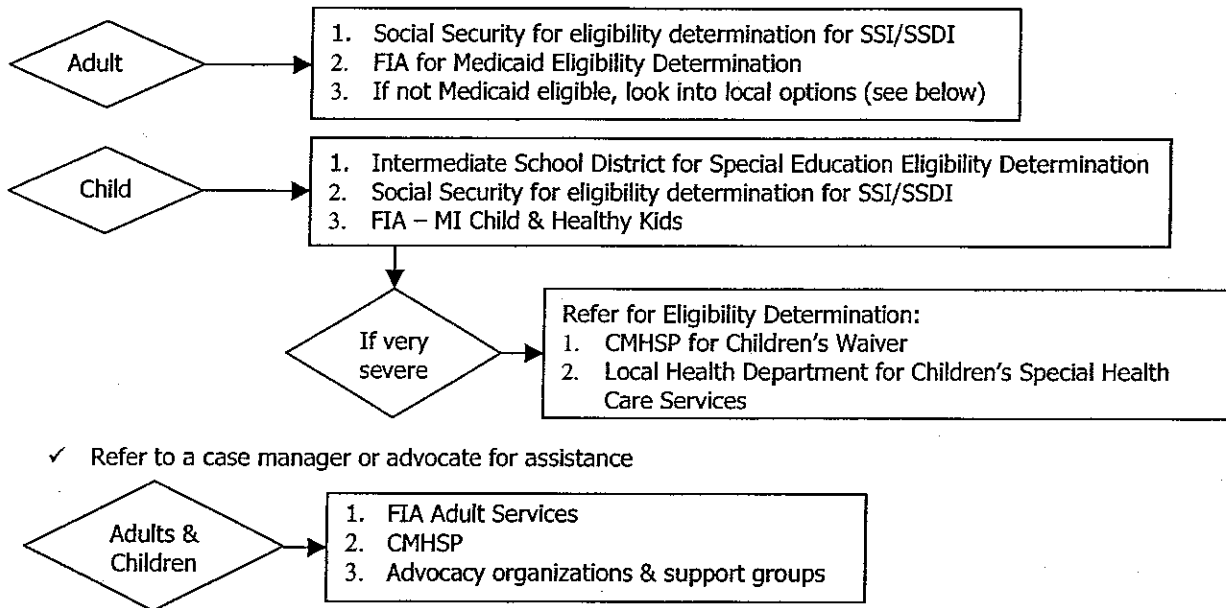 Adult
1. Social Security for eligibility determination for SSI/SSDI
2. FIA for Medicaid Eligibility Determination
3. If not Medicaid eligible, look into local options (see below)
Child
1. Intermediate School District for Special Education Eligibility Determination
2. Social Security for eligibility determination for SSI/SSDI
3. FIA – MI Child & Healthy Kids
If very
severe
Refer for Eligibility Determination:
1. CMHSP for Children's Waiver
2. Local Health Department for Children's Special Health
Care Services
✓ Refer to a case manager or advocate for assistance
Adults &
Children
1. FIA Adult Services
2. CMHSP
3. Advocacy organizations & support groups